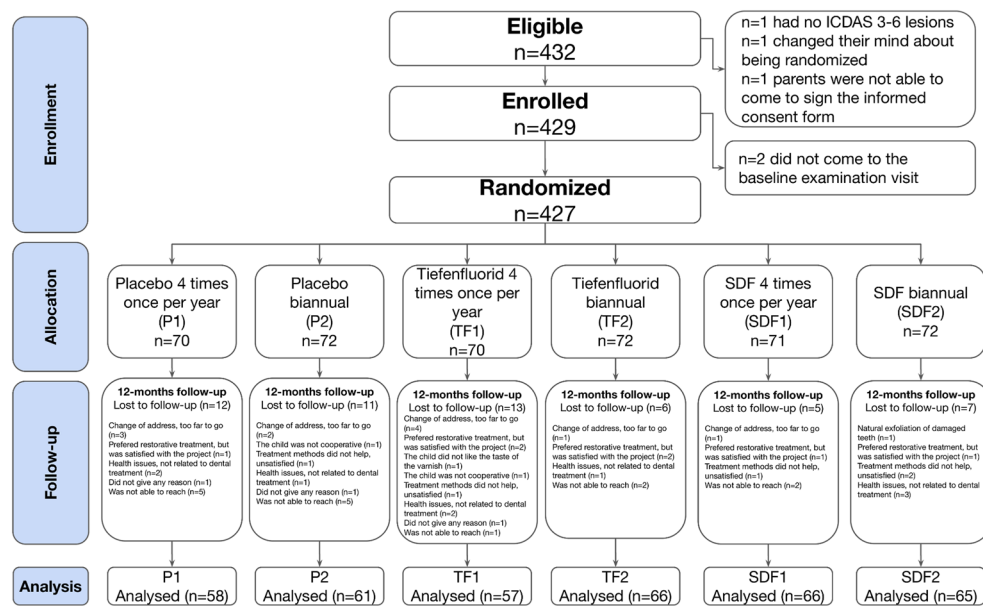 Enrollment
Eligible
n=432
n=1 had no ICDAS 3-6 lesions
n=1 changed their mind about
being randomized
n=1 parents were not able to
come to sign the informed
consent form
Enrolled
n=429
n=2 did not come to the
baseline examination visit
Randomized
n=427
Allocation
Placebo 4 times
once per year
(P1)
n=70
Placebo
biannual
(P2)
n=72
Tiefenfluorid 4
times once per
year
(TF1)
n=70
Tiefenfluorid
biannual
(TF2)
n=72
SDF 4 times
once per year
(SDF1)
n=71
SDF biannual
(SDF2)
n=72
Follow-up
12-months follow-up
Lost to follow-up (n=12)
Change of address, too far to go
(n=3)
Prefered restorative treatment, but
was satisfied with the project (n=1)
Health issues, not related to dental
treatment (n=2)
Did not give any reason (n=1)
Was not able to reach (n=5)
12-months follow-up
Lost to follow-up (n=11)
Change of address, too far to go
(n=2)
The child was not cooperative (n=1)
Treatment methods did not help,
unsatisfied (n=1)
Health issues, not related to dental
treatment (n=1)
Did not give any reason (n=1)
Was not able to reach (n=5)
12-months follow-up
Lost to follow-up (n=13)
Change of address, too far to go
(n=4)
Prefered restorative treatment, but
was satisfied with the project (n=2)
The child did not like the taste of
the varnish (n=1)
The child was not cooperative (n=1)
Treatment methods did not help,
unsatisfied (n=1)
Health issues, not related to dental
treatment (n=2)
Did not give any reason (n=1)
Was not able to reach (n=1)
12-months follow-up
Lost to follow-up (n=6)
Change of address, too far to go
(n=1)
Prefered restorative treatment, but
was satisfied with the project (n=2)
Health issues, not related to dental
treatment (n=1)
Was not able to reach (n=2)
12-months follow-up
Lost to follow-up (n=5)
Change of address, too far to go
(n=1)
Prefered restorative treatment, but
was satisfied with the project (n=1)
Treatment methods did not help,
unsatisfied (n=1)
Was not able to reach (n=2)
12-months follow-up
Lost to follow-up (n=7)
Natural exfoliation of damaged
teeth (n=1)
Prefered restorative treatment, but
was satisfied with the project (n=1)
Treatment methods did not help,
unsatisfied (n=2)
Health issues, not related to dental
treatment (n=3)
Analysis
P1
Analysed (n=58)
P2
Analysed (n=61)
TF1
Analysed (n=57)
TF2
Analysed (n=66)
SDF1
Analysed (n=66)
SDF2
Analysed (n=65)